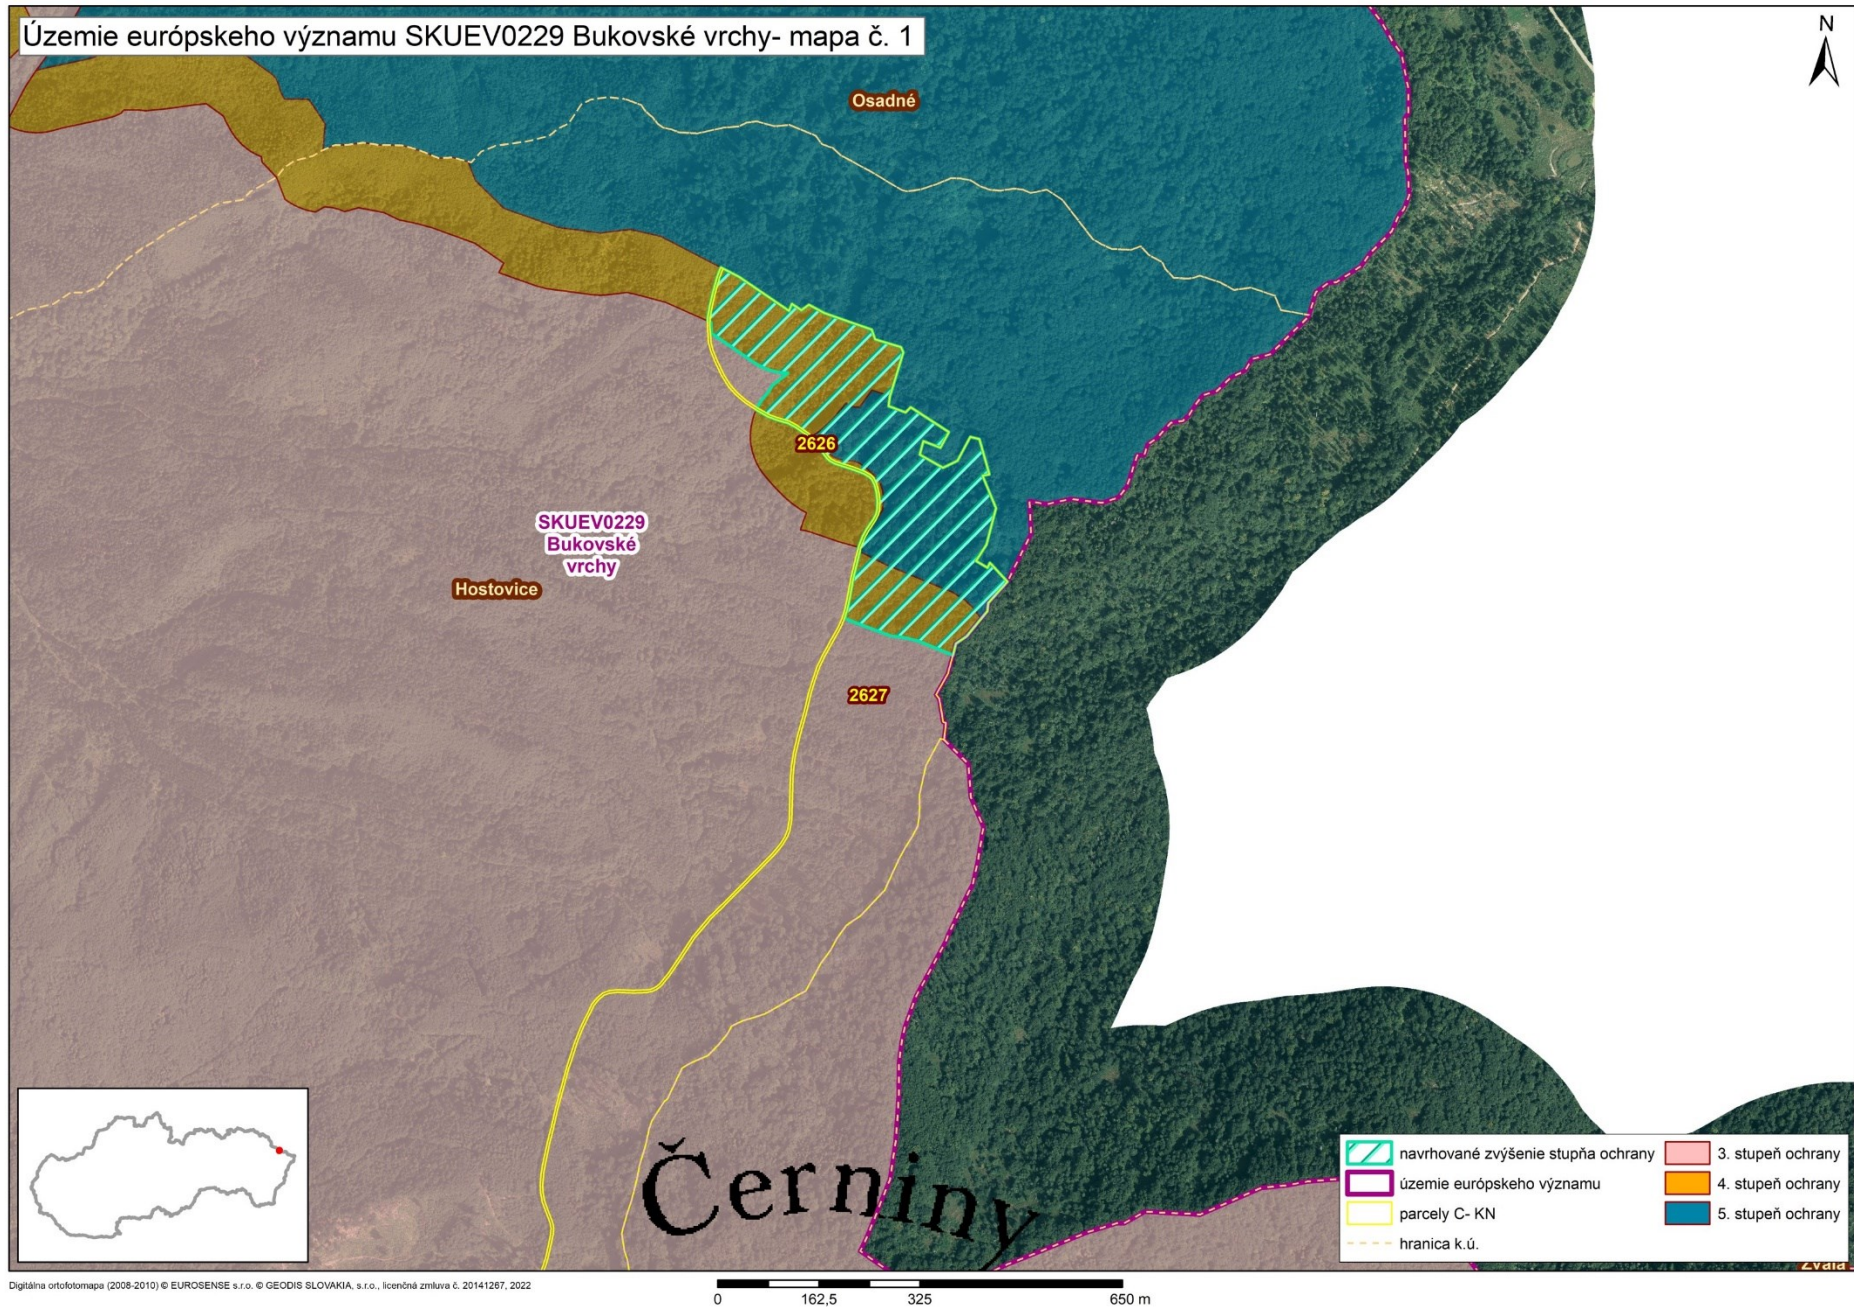 Územie európskeho významu SKUEV0229 Bukovské vrchy- mapa č. 1
N
Osadné
2626
SKUEV0229
Bukovské
vrchy
Hostovice
2627
Černiny
navrhované zvýšenie stupňa ochrany
územie európskeho významu
parcely C- KN
hranica k.ú.
3. stupeň ochrany
4. stupeň ochrany
5. stupeň ochrany
Zvala
Digitálna ortofotomapa (2008-2010) © EUROSENSE s.r.o. © GEODIS SLOVAKIA, s.r.o., licenčná zmluva č. 20141267, 2022
0 162,5 325 650 m